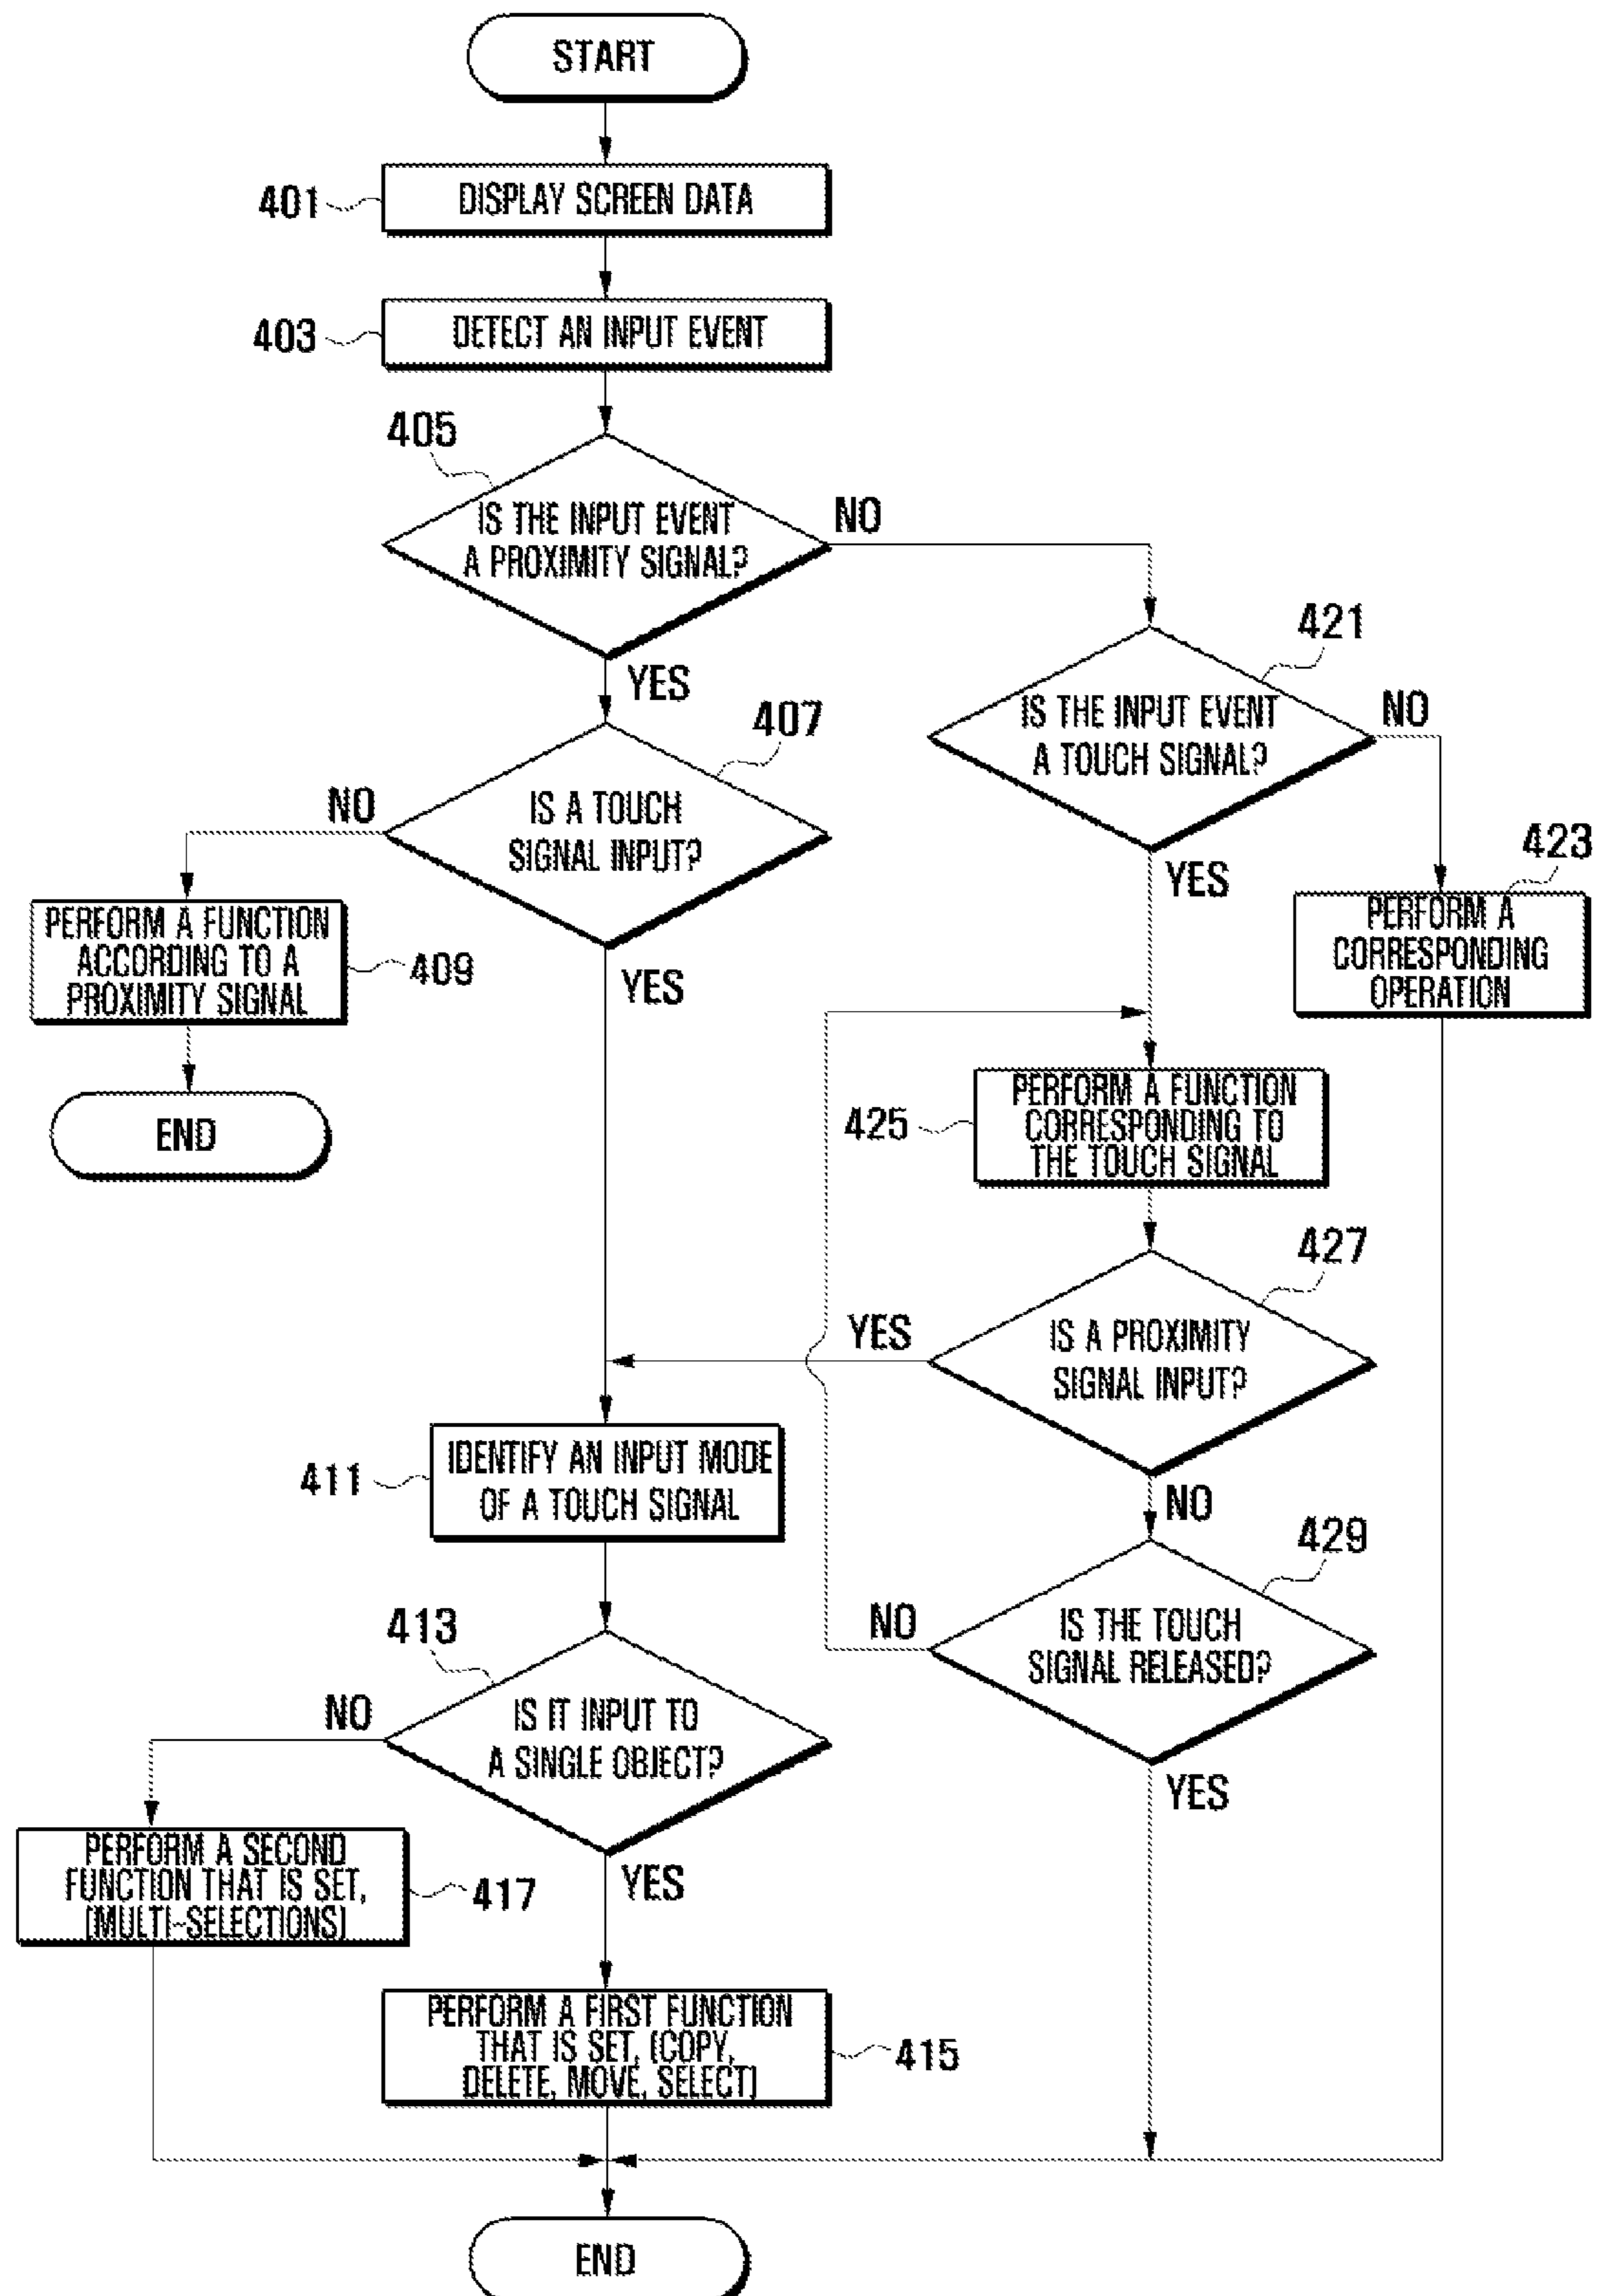 START
401
DISPLAY SCREEN DATA
403
DETECT AN INPUT EVENT
405
IS THE INPUT EVENT
A PROXIMITY SIGNAL?
NO
YES
421
IS THE INPUT EVENT
A TOUCH SIGNAL?
NO
YES
407
IS A TOUCH
SIGNAL INPUT?
NO
YES
423
PERFORM A
CORRESPONDING
OPERATION
PERFORM A FUNCTION
ACCORDING TO A
PROXIMITY SIGNAL
409
END
425
PERFORM A FUNCTION
CORRESPONDING TO
THE TOUCH SIGNAL
427
IS A PROXIMITY
SIGNAL INPUT?
YES
NO
411
IDENTIFY AN INPUT MODE
OF A TOUCH SIGNAL
429
IS THE TOUCH
SIGNAL RELEASED?
NO
YES
413
IS IT INPUT TO
A SINGLE OBJECT?
NO
YES
PERFORM A SECOND
FUNCTION THAT IS SET,
(MULTI-SELECTIONS)
417
PERFORM A FIRST FUNCTION
THAT IS SET, (COPY,
DELETE, MOVE, SELECT)
415
END